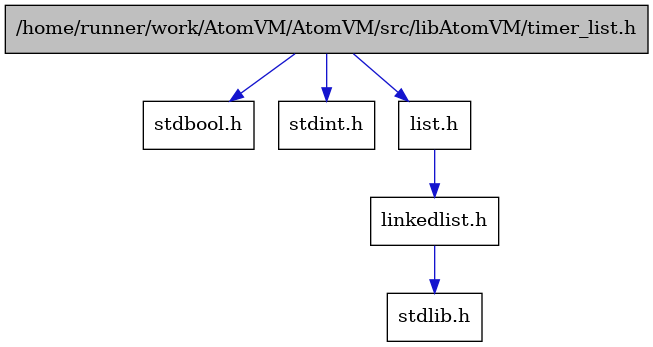 /home/runner/work/AtomVM/AtomVM/src/libAtomVM/timer_list.h
stdbool.h
stdint.h
list.h
linkedlist.h
stdlib.h